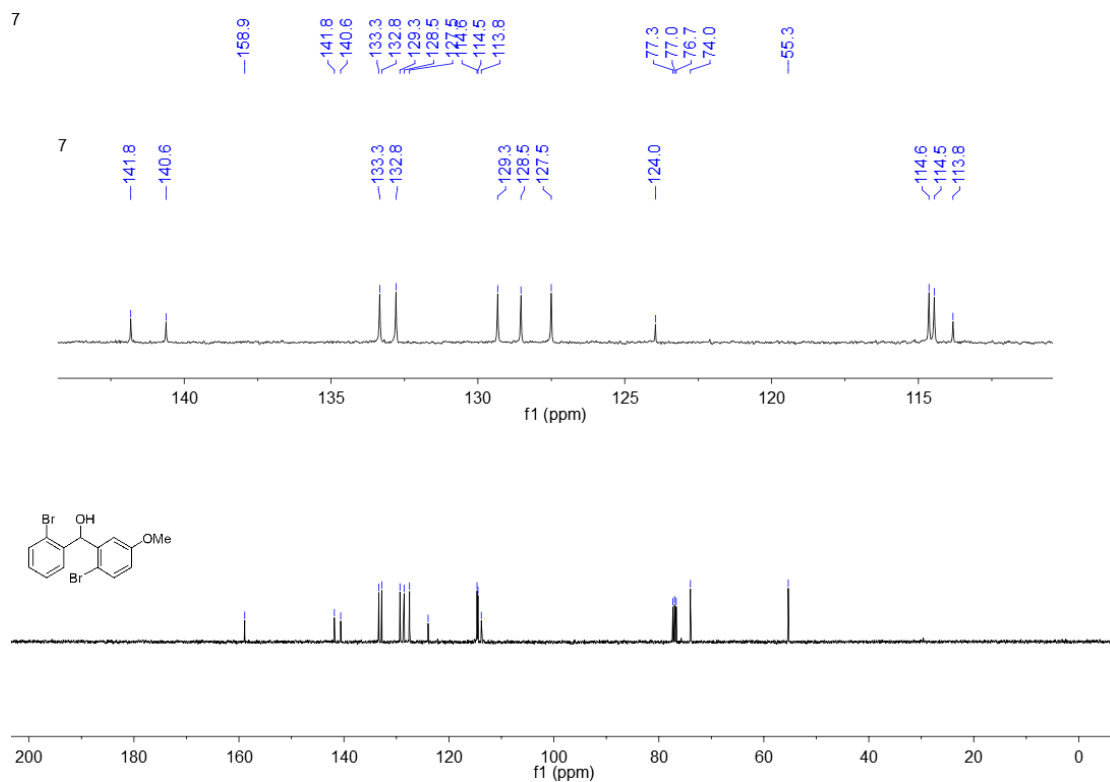 7
158.9 141.8 140.6 133.3 132.8 129.3 128.5 127.5 114.6 114.5 113.8 77.3 77.0 76.7 74.0 55.3
7
141.8 140.6 133.3 132.8 129.3 128.5 127.5 124.0 114.6 114.5 113.8
140 135 130 125 120 115
f1 (ppm)
Br OH
OMe
Br
200 180 160 140 120 100 80 60 40 20 0
f1 (ppm)